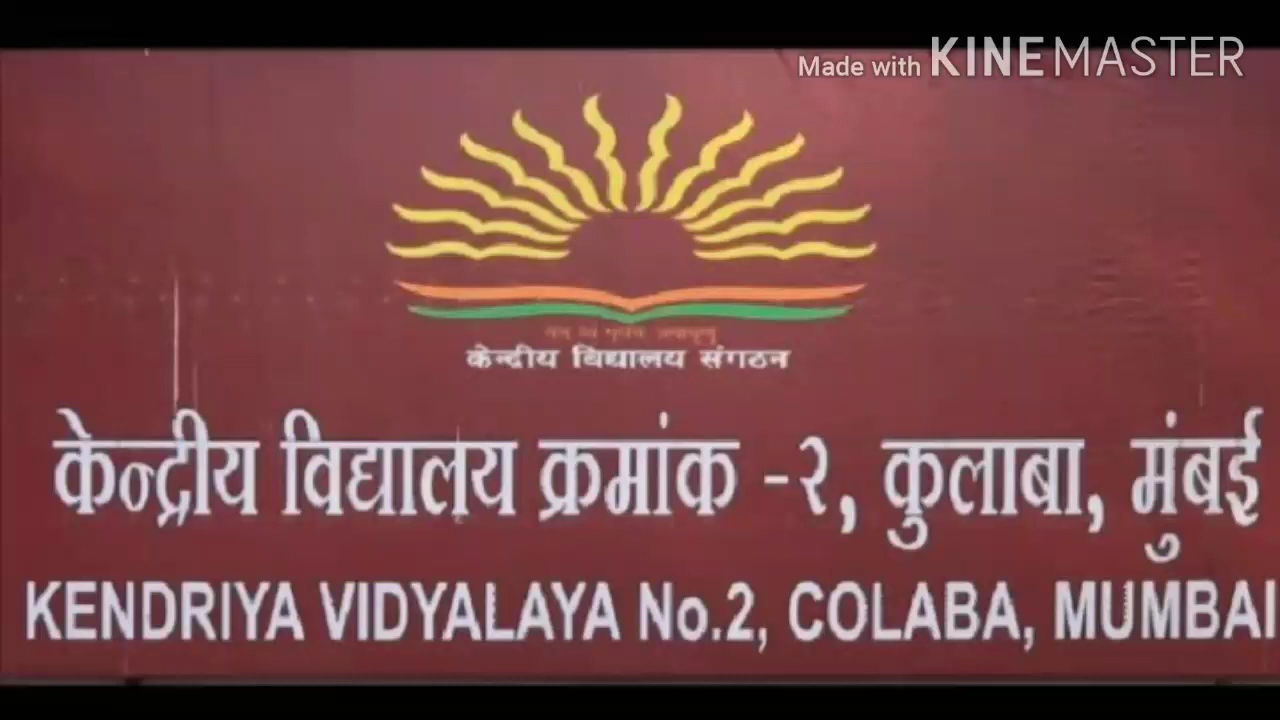 Made with KINEMASTER
केन्द्रीय विद्यालय संगठन
केन्द्रीय विद्यालय क्रमांक -२, कुलाबा, मुंबई
KENDRIYA VIDYALAYA No.2, COLABA, MUMBAI